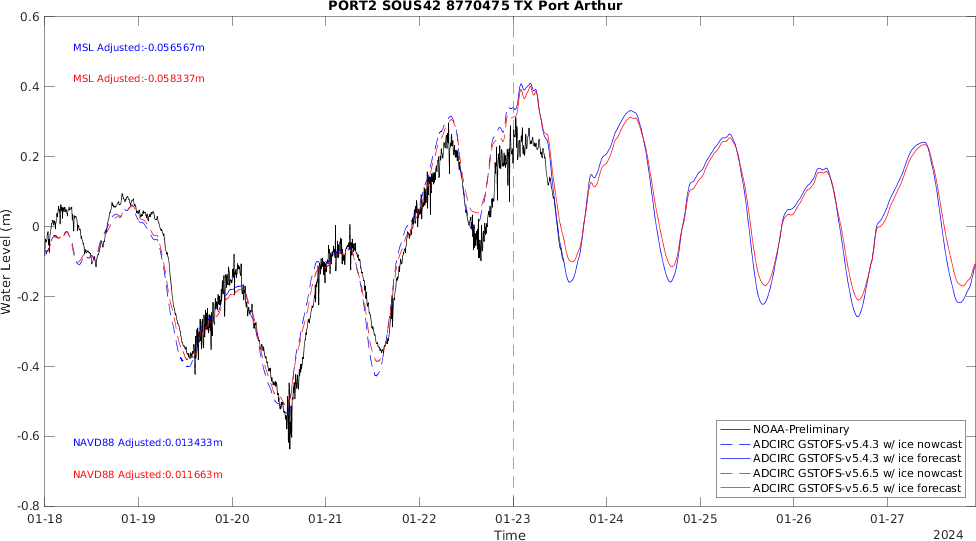 PORT2 SOUS42 8770475 TX Port Arthur
0.6
0.4
0.2
0
-0.2
-0.4
-0.6
-0.8
Water Level (m)
MSL Adjusted:-0.056567m
MSL Adjusted:-0.058337m
NAVD88 Adjusted:0.013433m
NAVD88 Adjusted:0.011663m
NOAA-Preliminary
ADCIRC GSTOFS-v5.4.3 w/ ice nowcast
ADCIRC GSTOFS-v5.4.3 w/ ice forecast
ADCIRC GSTOFS-v5.6.5 w/ ice nowcast
ADCIRC GSTOFS-v5.6.5 w/ ice forecast
01-18 01-19 01-20 01-21 01-22 01-23 01-24 01-25 01-26 01-27
Time
2024